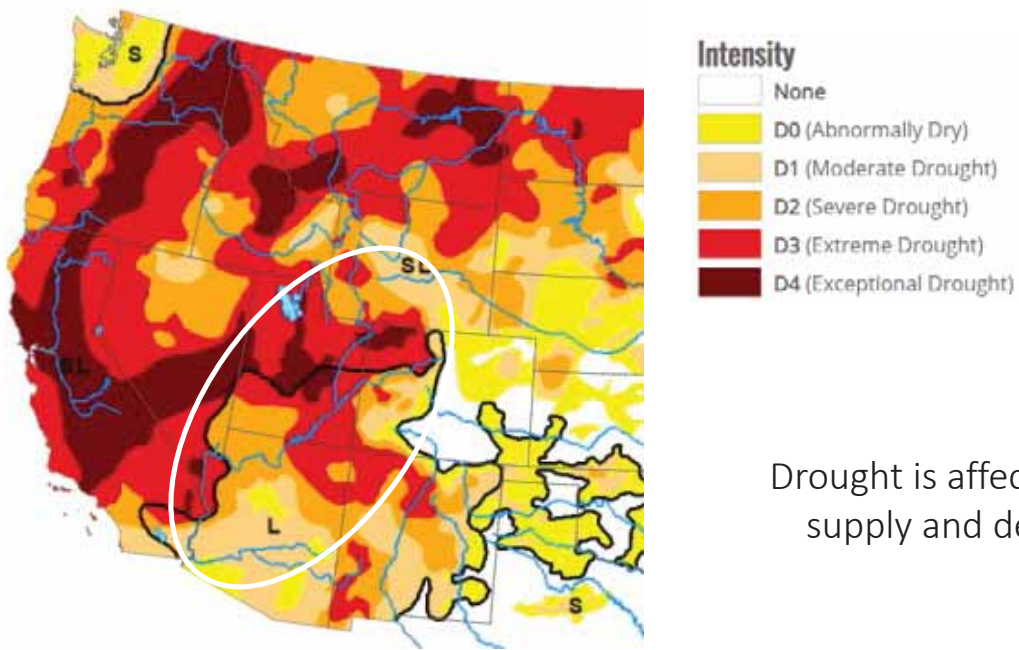 S
SL
SL
L
S
Intensity
None
D0 (Abnormally Dry)
D1 (Moderate Drought)
D2 (Severe Drought)
D3 (Extreme Drought)
D4 (Exceptional Drought)
Drought is affec
supply and de